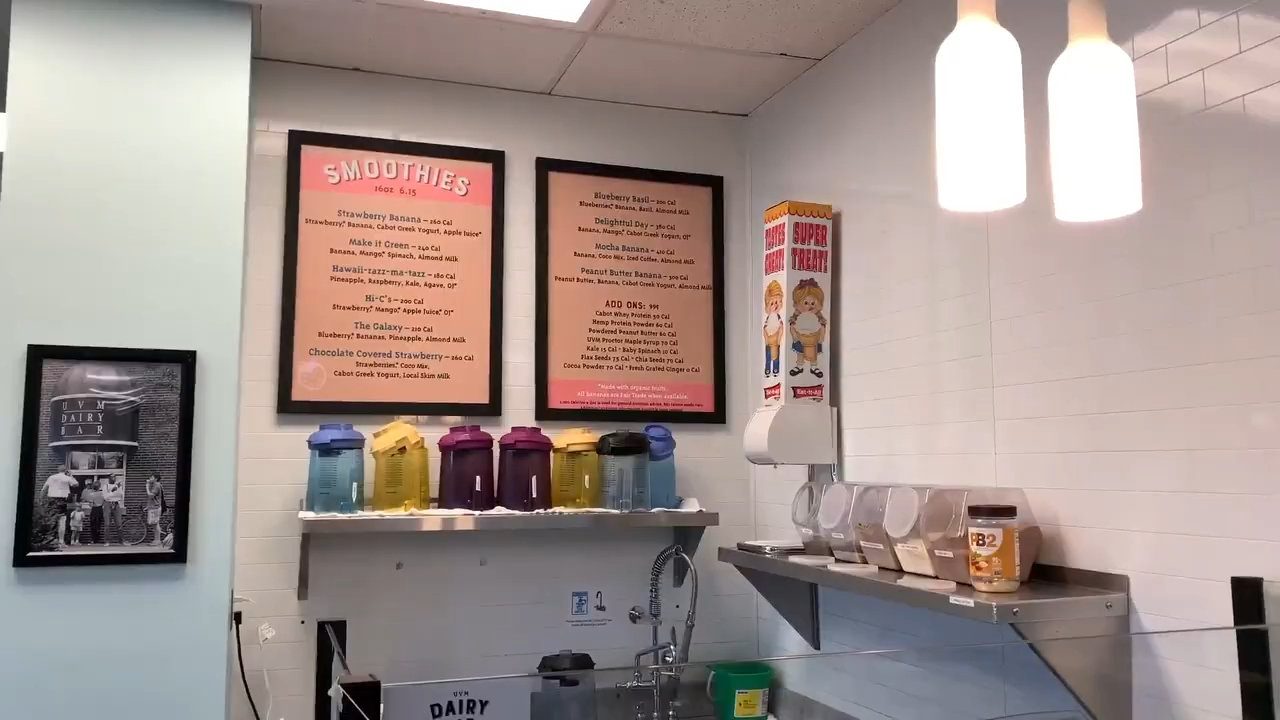 SMOOTHIES
16oz 6.15
Strawberry Banana – 260 Cal
Strawberry,* Banana, Cabot Greek Yogurt, Apple Juice*
Make it Green – 240 Cal
Banana, Mango,* Spinach, Almond Milk
Hawaii-zazz-ma-tazz – 180 Cal
Pineapple, Raspberry, Kale, Agave, OJ*
Hi-C's – 200 Cal
Strawberry,* Mango,* Apple Juice,* OJ*
The Galaxy – 210 Cal
Blueberry,* Bananas, Pineapple, Almond Milk
Chocolate Covered Strawberry – 260 Cal
Strawberries,* Coco Mix,
Cabot Greek Yogurt, Local Skim Milk
Blueberry Basil – 200 Cal
Blueberries,* Banana, Basil, Almond Milk
Delightful Day – 380 Cal
Banana, Mango,* Cabot Greek Yogurt, OJ*
Mocha Banana – 410 Cal
Banana, Coco Mix, Iced Coffee, Almond Milk
Peanut Butter Banana – 500 Cal
Peanut Butter, Banana, Cabot Greek Yogurt, Almond Milk
ADD ONS: 99¢
Cabot Whey Protein 50 Cal
Hemp Protein Powder 60 Cal
Powdered Peanut Butter 60 Cal
UVM Proctor Maple Syrup 70 Cal
Kale 15 Cal * Baby Spinach 10 Cal
Flax Seeds 75 Cal * Chia Seeds 70 Cal
Cocoa Powder 70 Cal * Fresh Grated Ginger 0 Cal
*Made with organic fruits.
All bananas are Fair Trade when Available.
TASTES GREAT!
SUPER
TREAT!
UVM
DAIRY
BAR
PB2
UVM
DAIRY